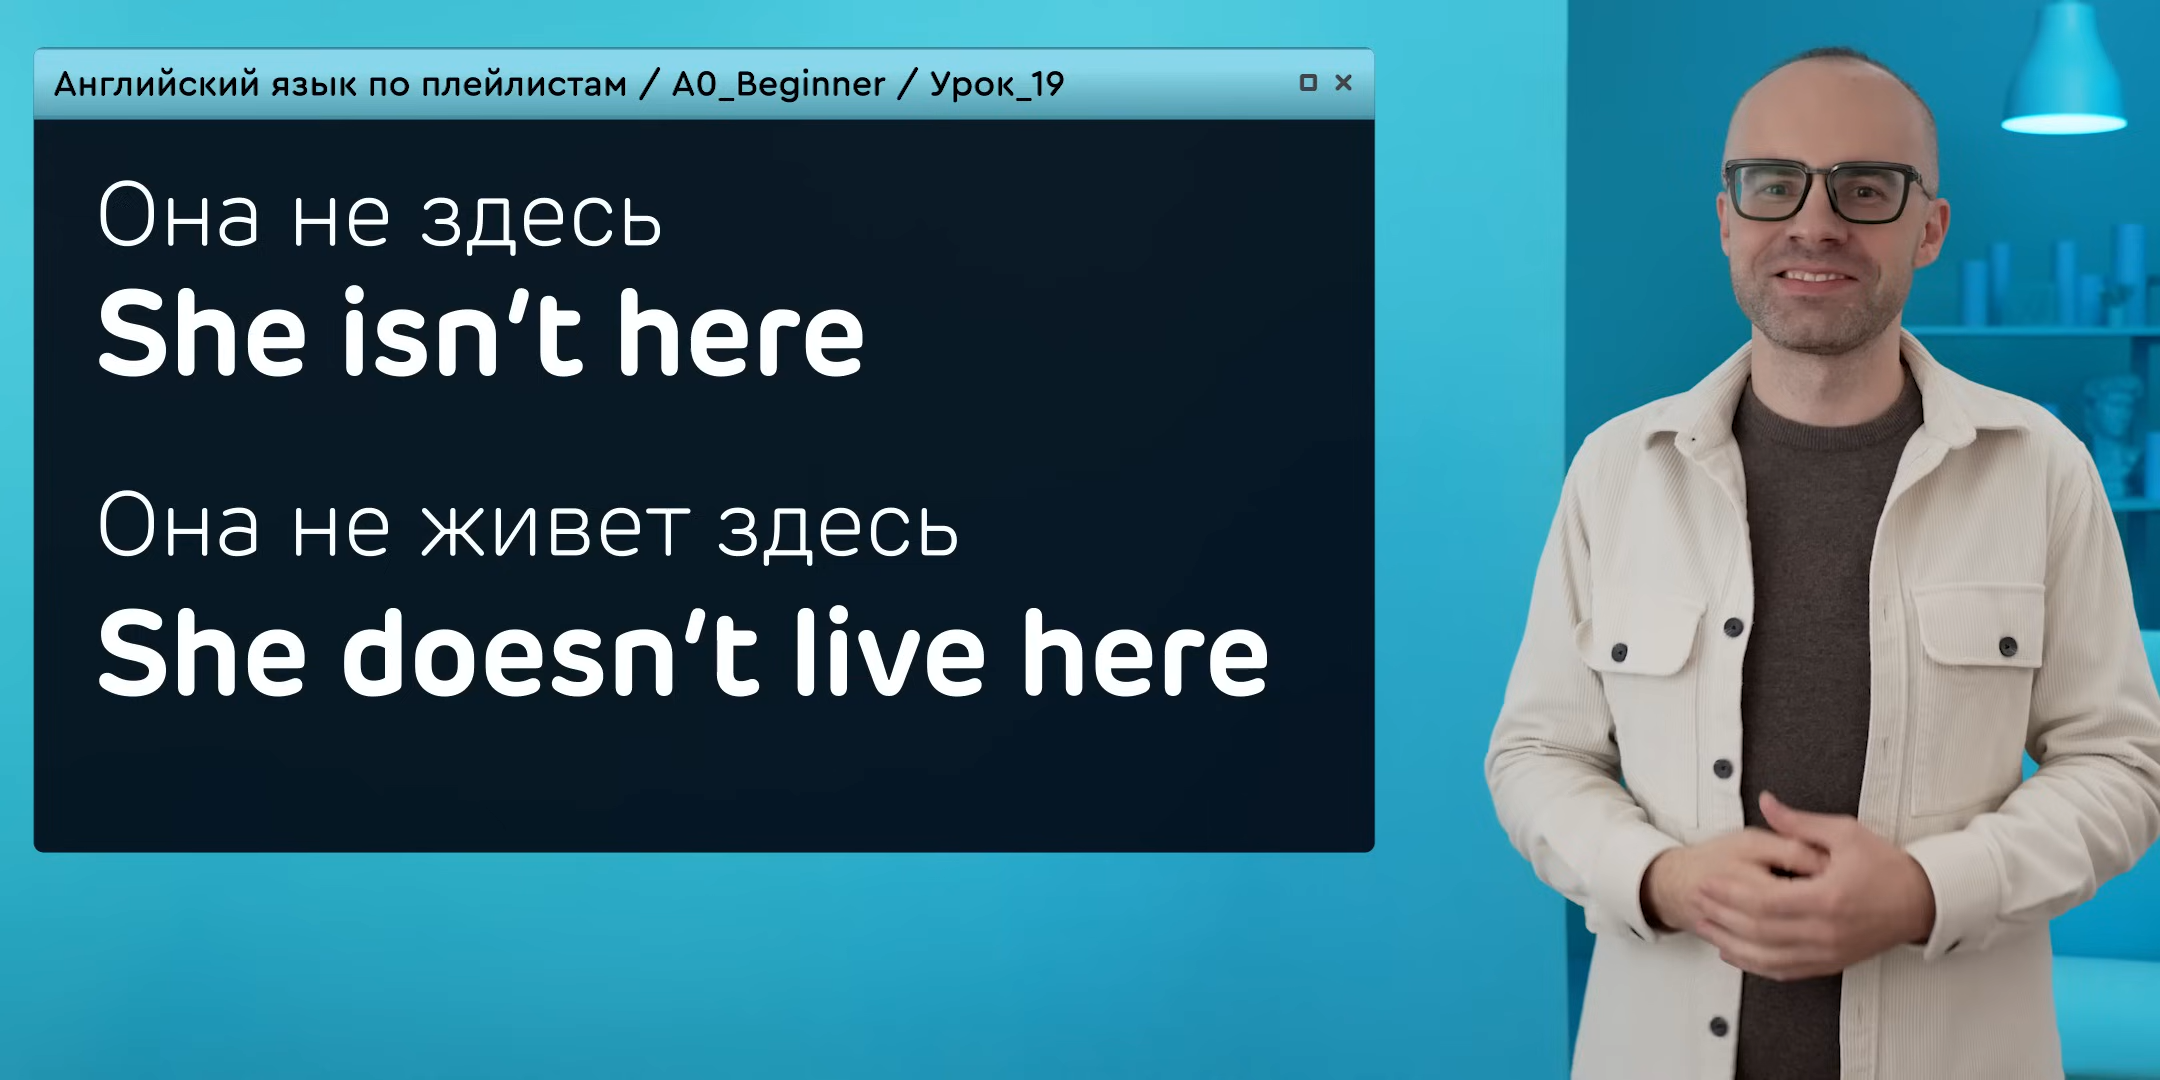 Английский язык по плейлистам / A0_Beginner / Урок_19
Она не здесь
She isn’t here
Она не живет здесь
She doesn’t live here